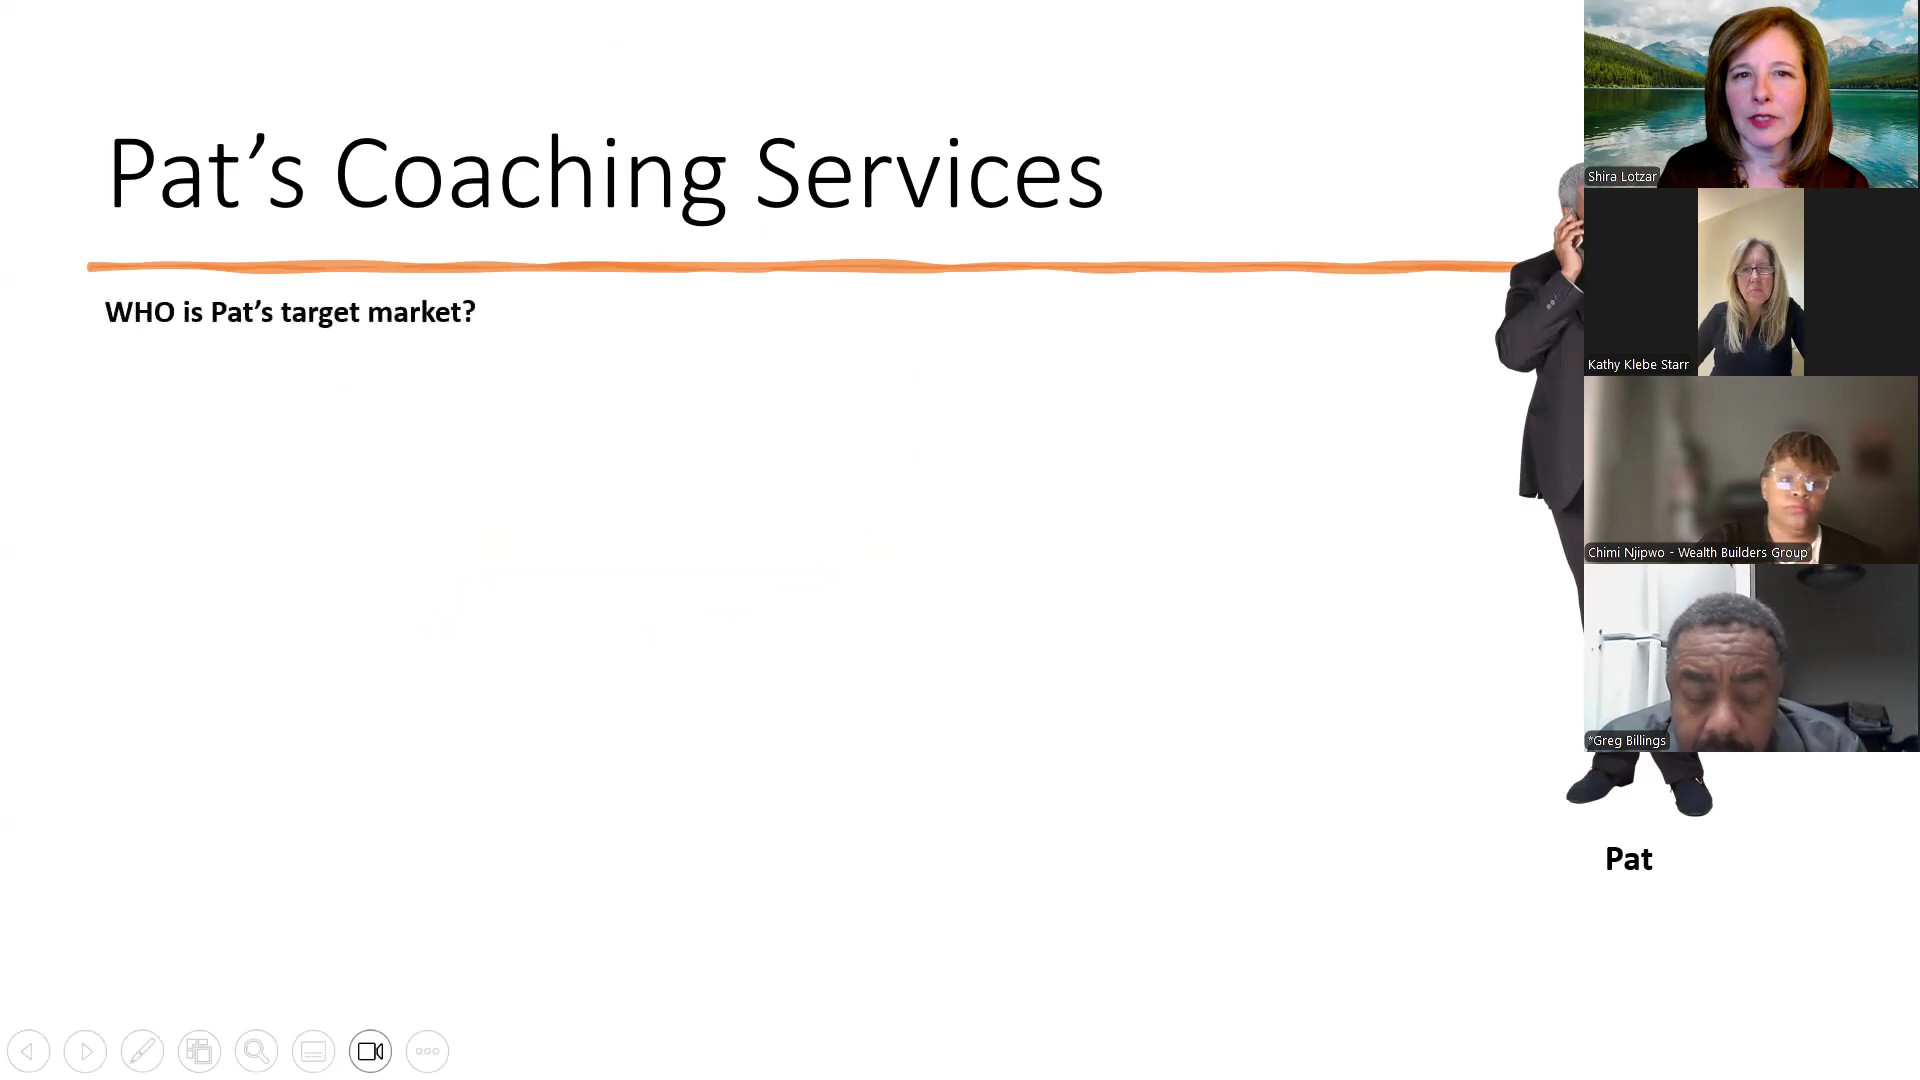 Pat’s Coaching Services
WHO is Pat’s target market?
Shira Lotzar
Kathy Klebe Starr
Chimi Njipwo - Wealth Builders Group
*Greg Billings
Pat